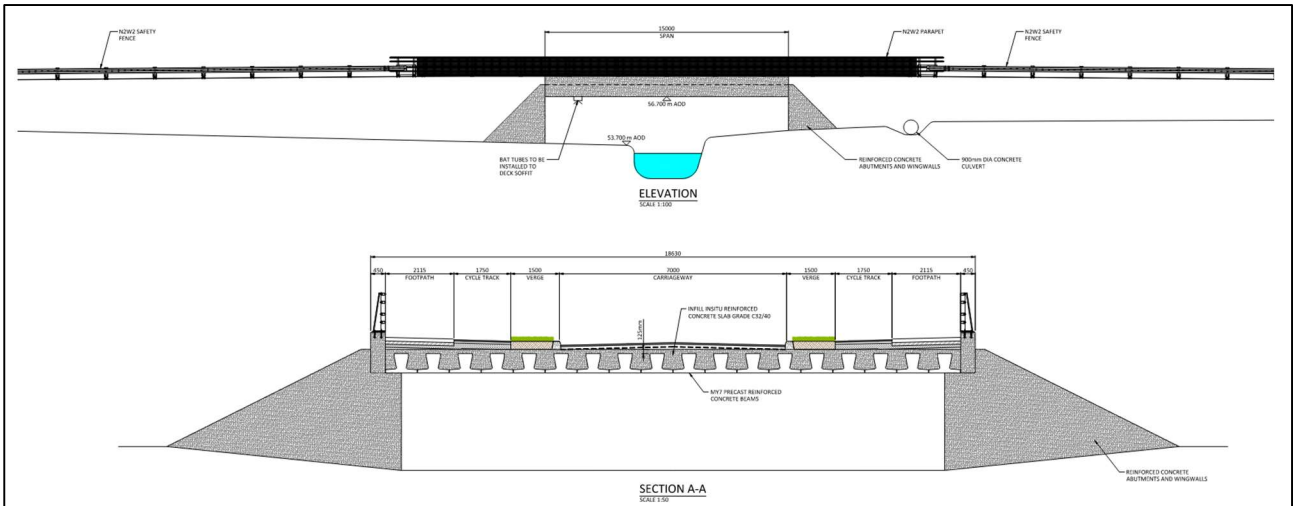 15000
SPAN
N2W2 SAFETY
FENCE
N2W2 PARAPET
N2W2 SAFETY
FENCE
56.700 m AOD
53.700 m AOD
BAT TUBES TO BE
INSTALLED TO
DECK SOFFIT
REINFORCED CONCRETE
ABUTMENTS AND WINGWALLS
900mm DIA CONCRETE
CULVERT
ELEVATION
SCALE 1:100
18630
450
2115
FOOTPATH
1750
CYCLE TRACK
1500
VERGE
7000
CARRIAGEWAY
1500
VERGE
1750
CYCLE TRACK
2115
FOOTPATH
450
125mm
INFILL INSITU REINFORCED
CONCRETE SLAB GRADE C32/40
MY7 PRECAST REINFORCED
CONCRETE BEAMS
REINFORCED CONCRETE
ABUTMENTS AND WINGWALLS
SECTION A-A
SCALE 1:50